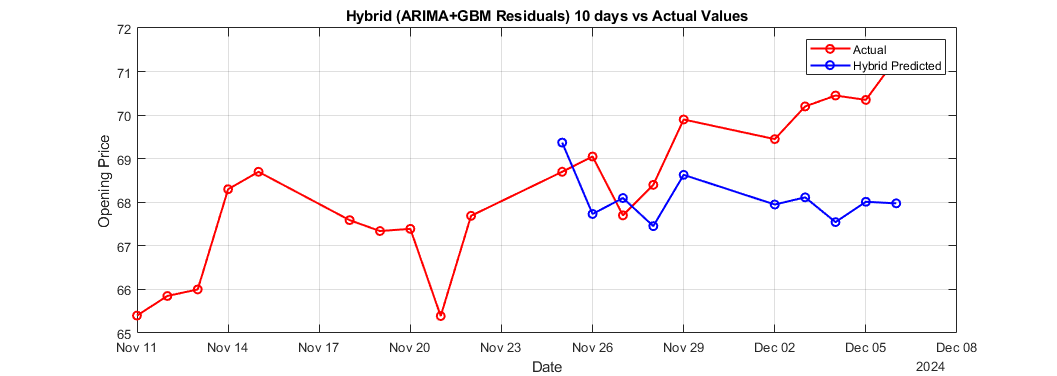 Hybrid (ARIMA+GBM Residuals) 10 days vs Actual Values
72
71
70
69
68
67
66
65
Opening Price
Actual
Hybrid Predicted
Nov 11 Nov 14 Nov 17 Nov 20 Nov 23 Nov 26 Nov 29 Dec 02 Dec 05 Dec 08
Date
2024